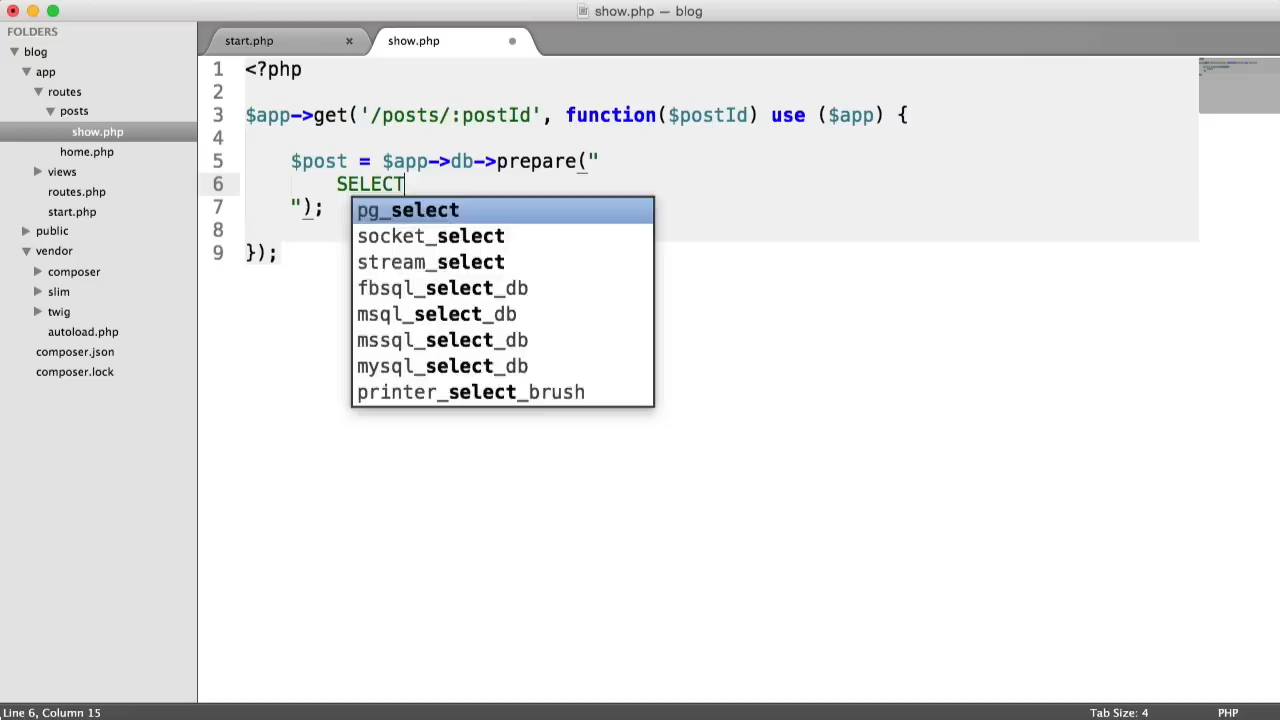 show.php — blog
FOLDERS
blog
app
routes
posts
show.php
home.php
views
routes.php
start.php
public
vendor
composer
slim
twig
autoload.php
composer.json
composer.lock
start.php ×
show.php
1 <?php
2
3 $app->get('/posts/:postId', function($postId) use ($app) {
4
5 $post = $app->db->prepare("
6 SELECT
7 ");
8
9 });
pg_select
socket_select
stream_select
fbsql_select_db
msql_select_db
mssql_select_db
mysql_select_db
printer_select_brush
Line 6, Column 15
Tab Size: 4
PHP